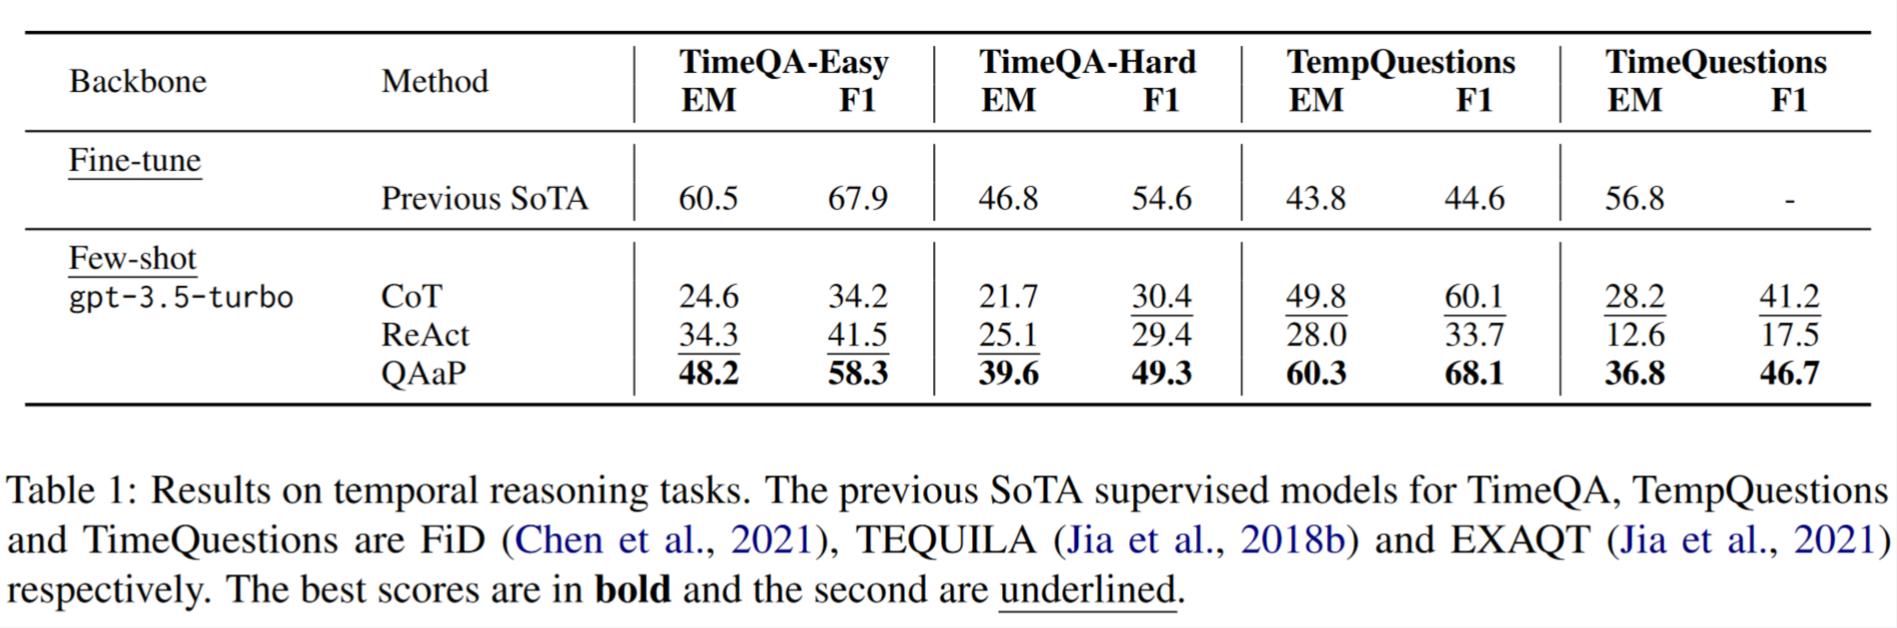 Backbone Method TimeQA-Easy TimeQA-Hard TempQuestions TimeQuestions
EM F1 EM F1 EM F1 EM F1
Fine-tune
Previous SoTA 60.5 67.9 46.8 54.6 43.8 44.6 56.8 -
Few-shot
gpt-3.5-turbo CoT 24.6 34.2 21.7 30.4 49.8 60.1 28.2 41.2
ReAct 34.3 41.5 25.1 29.4 28.0 33.7 12.6 17.5
QAaP 48.2 58.3 39.6 49.3 60.3 68.1 36.8 46.7
Table 1: Results on temporal reasoning tasks. The previous SoTA supervised models for TimeQA, TempQuestions
and TimeQuestions are FiD (Chen et al., 2021), TEQUILA (Jia et al., 2018b) and EXAQT (Jia et al., 2021)
respectively. The best scores are in bold and the second are underlined.